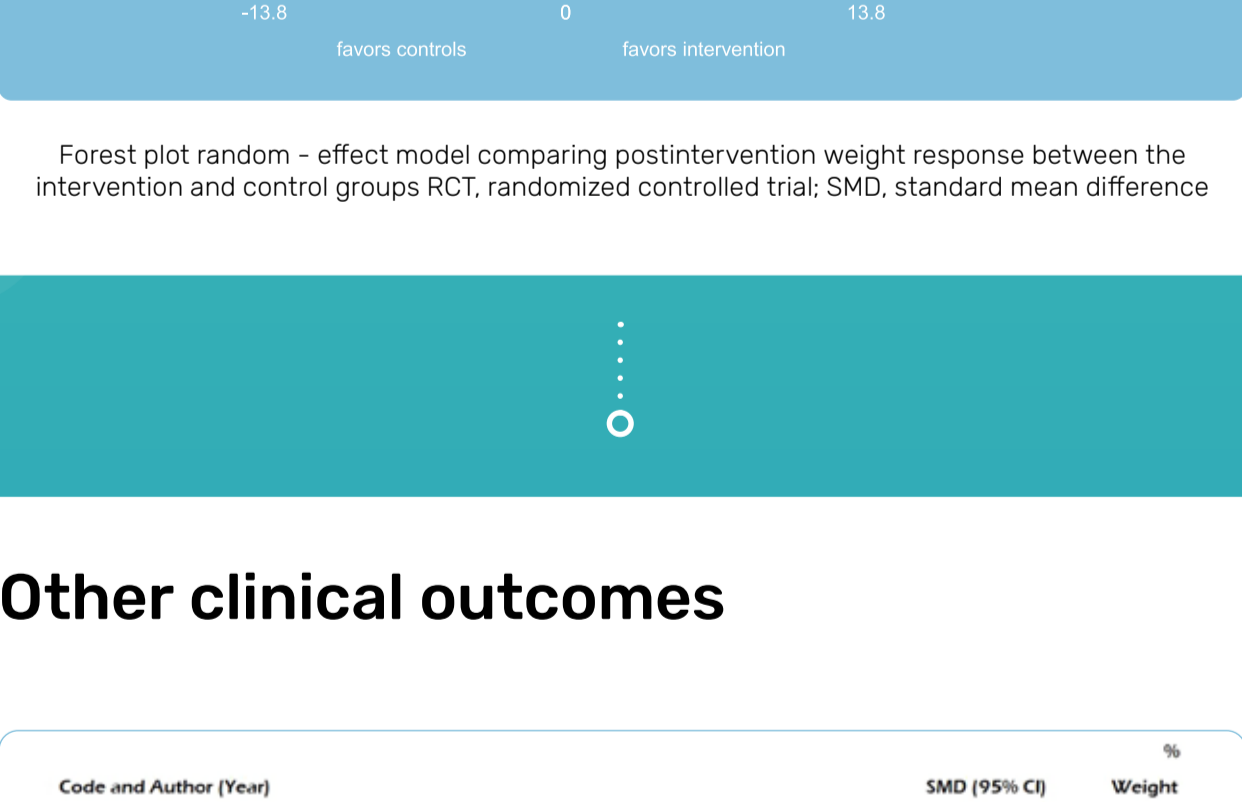 -13.8 0 13.8
favors controls favors intervention
Forest plot random - effect model comparing postintervention weight response between the
intervention and control groups RCT, randomized controlled trial; SMD, standard mean difference
Other clinical outcomes
%
Code and Author (Year) SMD (95% CI) Weight